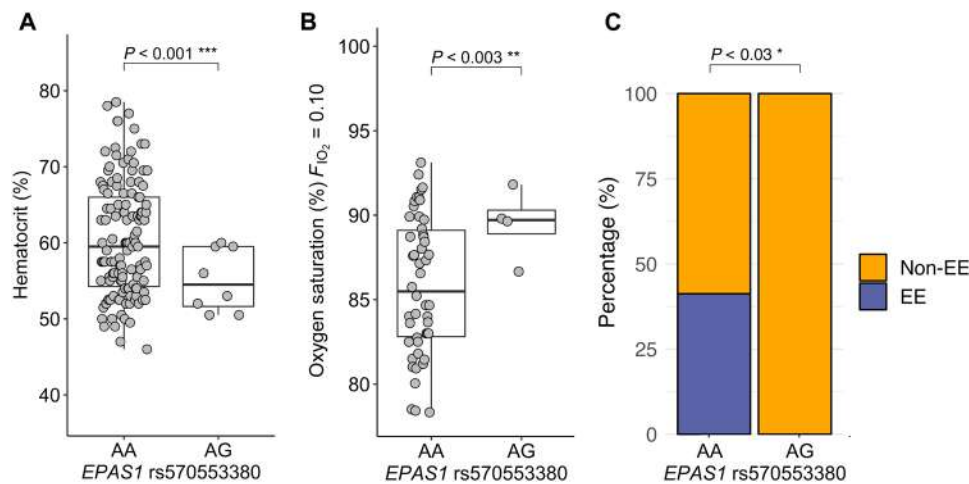 A
P < 0.001 ***
Hematocrit (%)
80
70
60
50
40
AA AG
EPAS1 rs570553380
B
P < 0.003 **
Oxygen saturation (%) FIO2 = 0.10
100
95
90
85
80
AA AG
EPAS1 rs570553380
C
P < 0.03 *
Percentage (%)
100
75
50
25
0
AA AG
EPAS1 rs570553380
Non-EE
EE